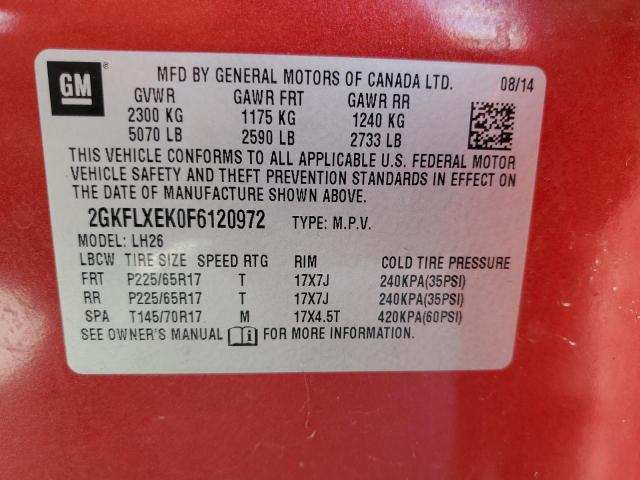 GM
MFD BY GENERAL MOTORS OF CANADA LTD. 08/14
GVWR GAWR FRT GAWR RR
2300 KG 1175 KG 1240 KG
5070 LB 2590 LB 2733 LB
THIS VEHICLE CONFORMS TO ALL APPLICABLE U.S. FEDERAL MOTOR
VEHICLE SAFETY AND THEFT PREVENTION STANDARDS IN EFFECT ON
THE DATE OF MANUFACTURE SHOWN ABOVE.
2GKFLXEK0F6120972 TYPE: M.P.V.
MODEL: LH26
LBCW TIRE SIZE SPEED RTG RIM COLD TIRE PRESSURE
FRT P225/65R17 T 17X7J 240KPA(35PSI)
RR P225/65R17 T 17X7J 240KPA(35PSI)
SPA T145/70R17 M 17X4.5T 420KPA(60PSI)
SEE OWNER'S MANUAL FOR MORE INFORMATION.